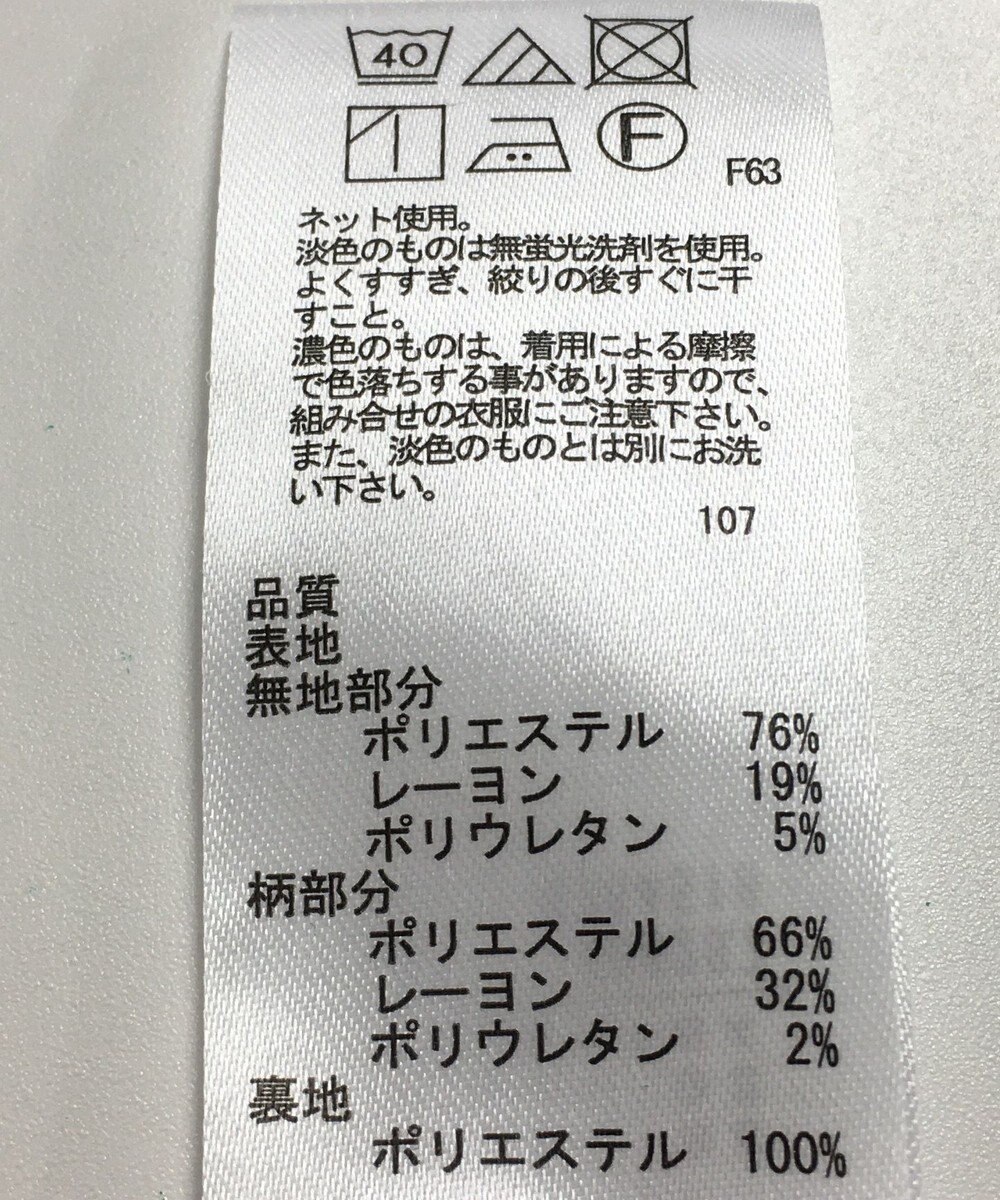 40
F
F63
ネット使用。
淡色のものは無蛍光洗剤を使用。
よくすすぎ、絞りの後すぐに干
すこと。
濃色のものは、着用による摩擦
で色落ちする事がありますので、
組み合せの衣服にご注意下さい。
また、淡色のものとは別にお洗
い下さい。
107
品質
表地
無地部分
ポリエステル 76%
レーヨン 19%
ポリウレタン 5%
柄部分
ポリエステル 66%
レーヨン 32%
ポリウレタン 2%
裏地
ポリエステル 100%